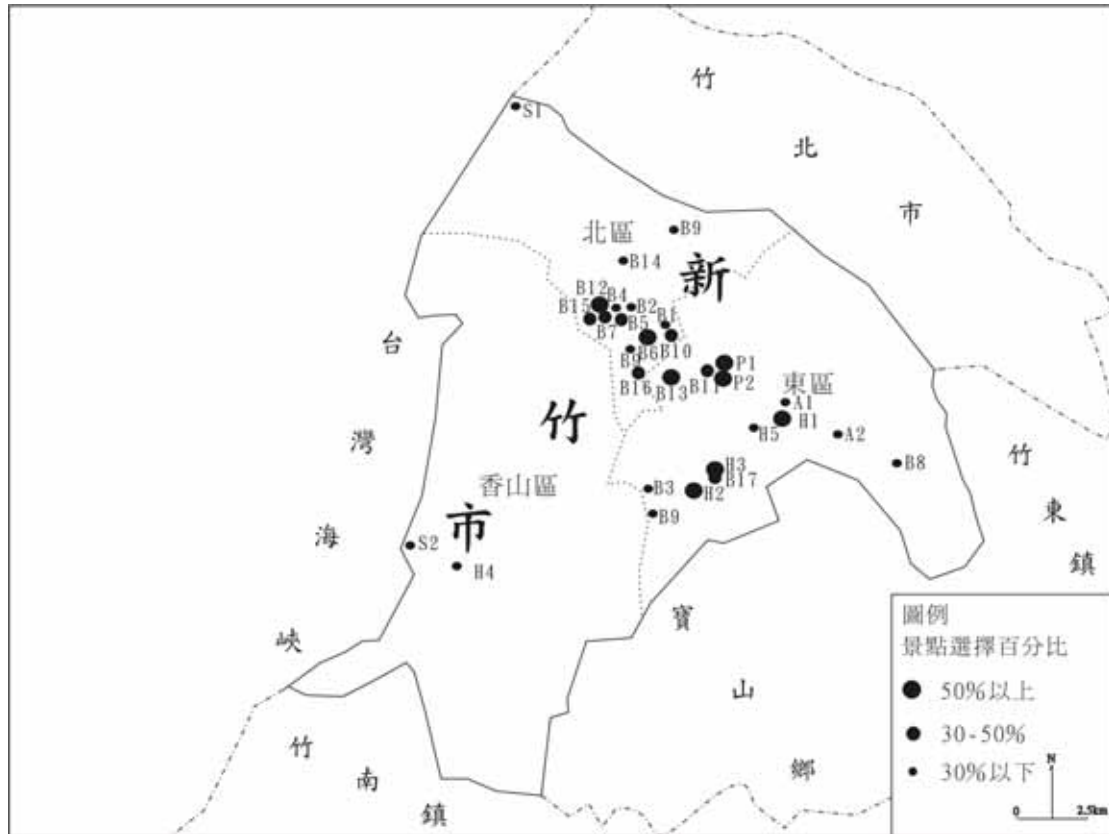 竹北市
S1
北區
B9
B14
新
B12
B4
B2
B15
B7
B5
B1
B6
B10
B9
B16
B13
B11
P1
P2
東區
A1
H1
H5
A2
B8
H3
B17
H2
B3
B9
竹
香山區
市
S2
H4
台灣海峽
竹東鎮
寶山鄉
竹南鎮
圖例
景點選擇百分比
50%以上
30-50%
30%以下
N
0 2.5km